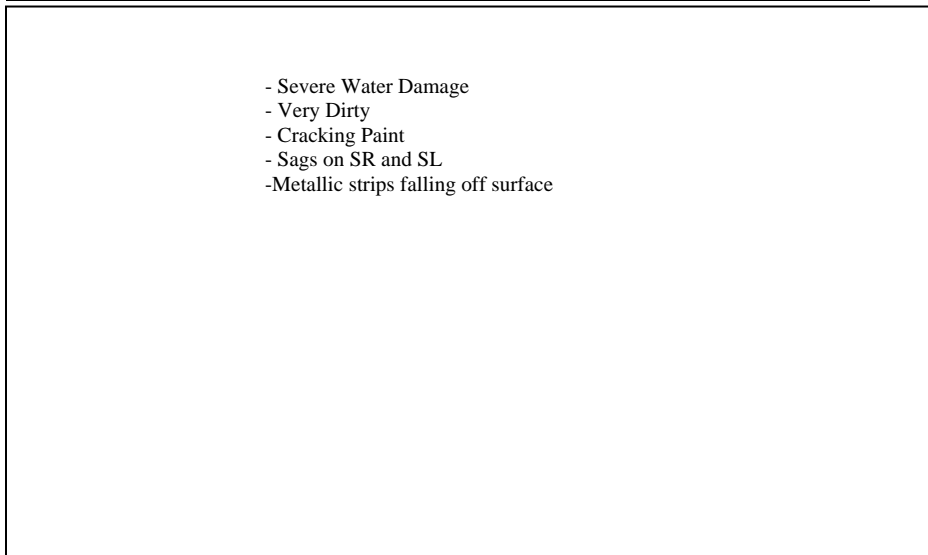 - Severe Water Damage
- Very Dirty
- Cracking Paint
- Sags on SR and SL
-Metallic strips falling off surface